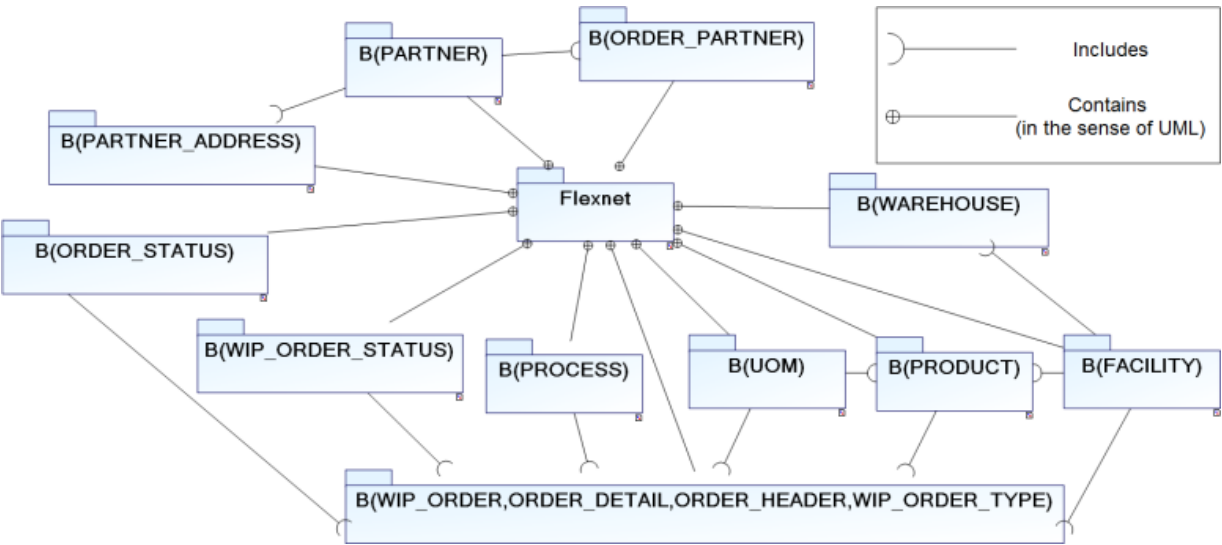 B(PARTNER)
B(ORDER_PARTNER)
Includes
Contains
(in the sense of UML)
B(PARTNER_ADDRESS)
Flexnet
B(WAREHOUSE)
B(ORDER_STATUS)
B(WIP_ORDER_STATUS)
B(PROCESS)
B(UOM)
B(PRODUCT)
B(FACILITY)
B(WIP_ORDER,ORDER_DETAIL,ORDER_HEADER,WIP_ORDER_TYPE)